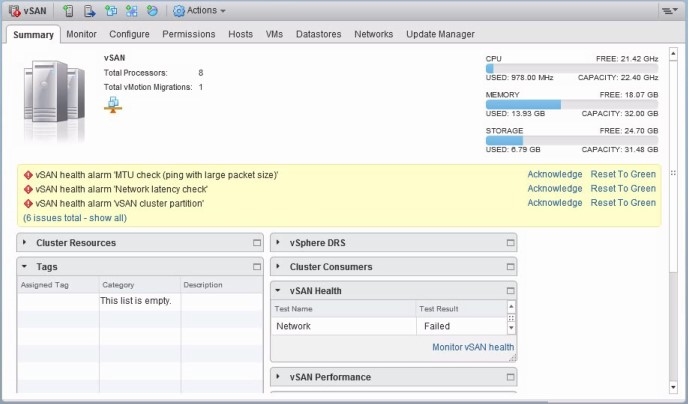 vSAN Actions
Summary Monitor Configure Permissions Hosts VMs Datastores Networks Update Manager
vSAN
Total Processors: 8
Total vMotion Migrations: 1
CPU FREE: 21.42 GHz
USED: 978.00 MHz CAPACITY: 22.40 GHz
MEMORY FREE: 18.07 GB
USED: 13.93 GB CAPACITY: 32.00 GB
STORAGE FREE: 24.70 GB
USED: 6.79 GB CAPACITY: 31.48 GB
vSAN health alarm 'MTU check (ping with large packet size)' Acknowledge Reset To Green
vSAN health alarm 'Network latency check' Acknowledge Reset To Green
vSAN health alarm 'vSAN cluster partition' Acknowledge Reset To Green
(6 issues total - show all)
Cluster Resources
Tags
Assigned Tag Category Description
This list is empty.
vSphere DRS
Cluster Consumers
vSAN Health
Test Name Test Result
Network Failed
Monitor vSAN health
vSAN Performance